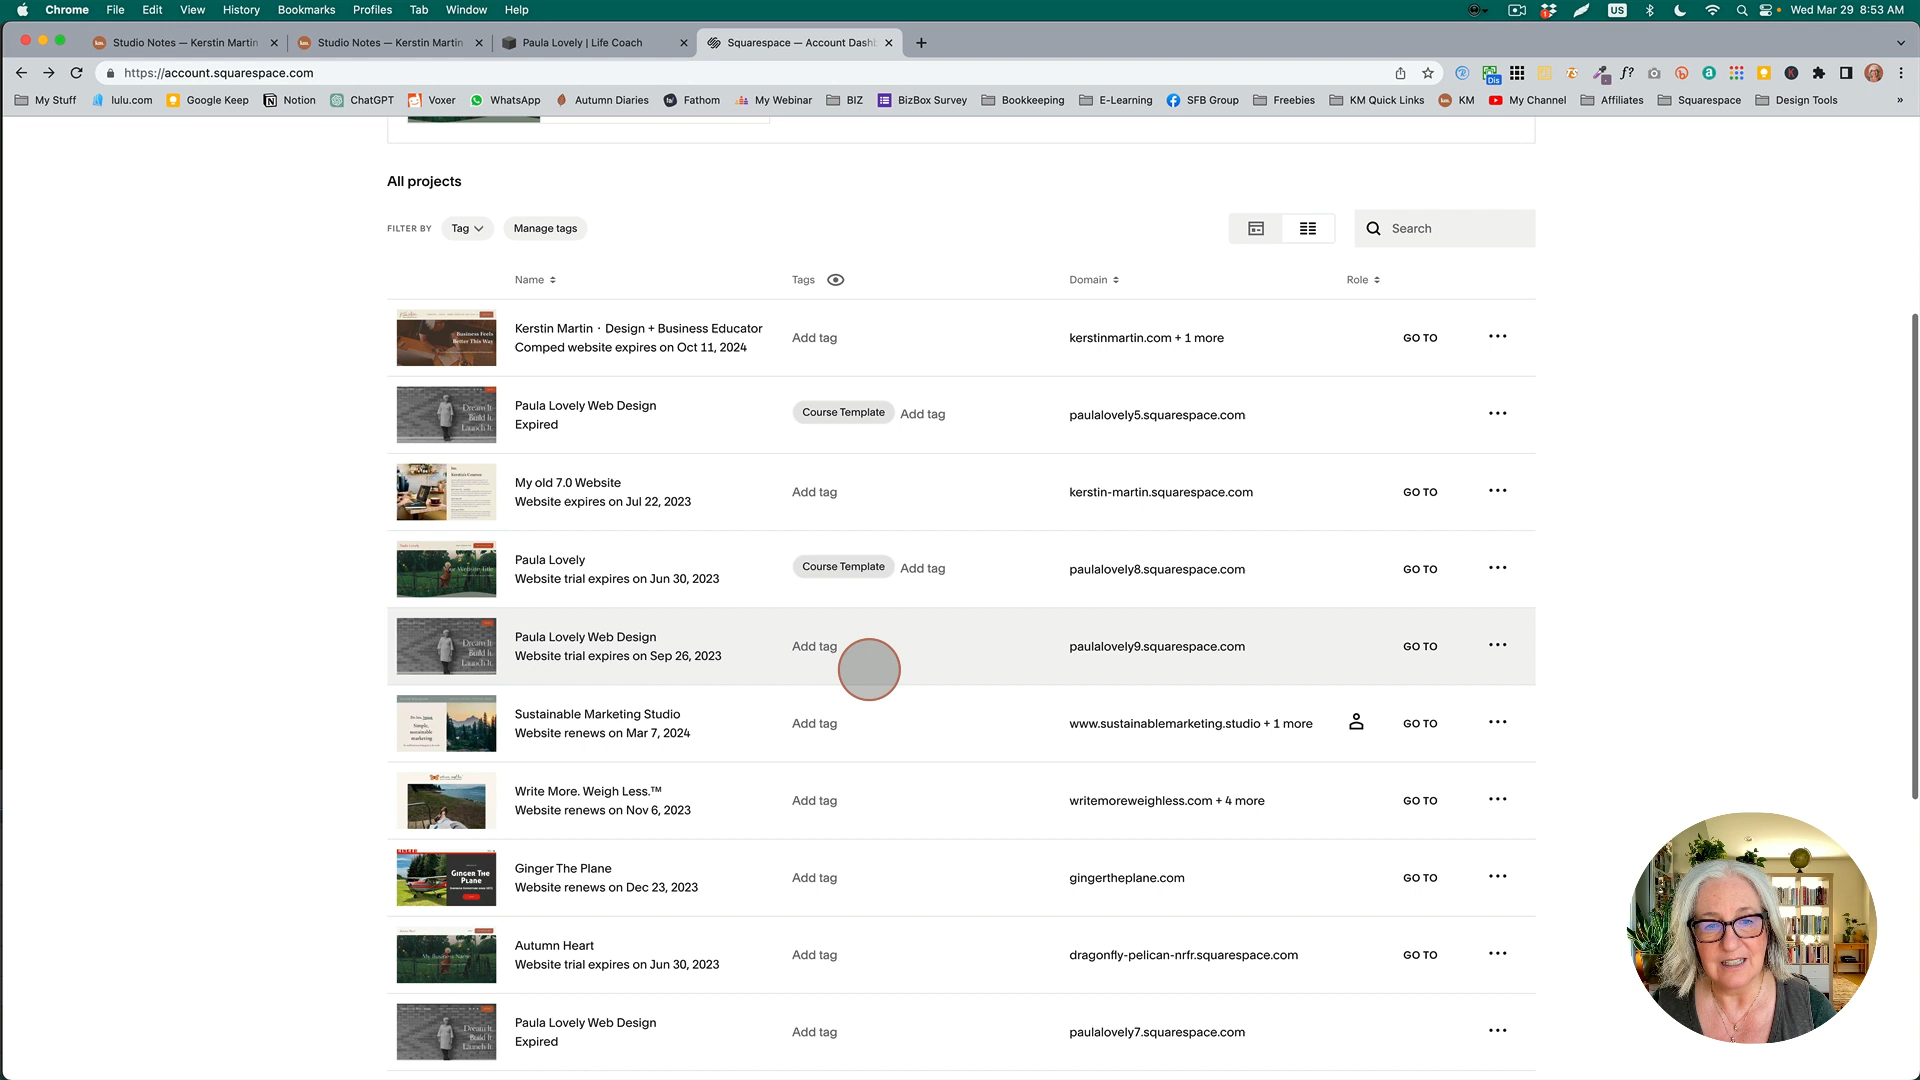 Chrome File Edit View History Bookmarks Profiles Tab Window Help US Wed Mar 29 8:53 AM
Studio Notes — Kerstin Martin Studio Notes — Kerstin Martin Paula Lovely | Life Coach Squarespace — Account Dashb
https://account.squarespace.com
My Stuff lulu.com Google Keep Notion ChatGPT Voxer WhatsApp Autumn Diaries Fathom My Webinar BIZ BizBox Survey Bookkeeping E-Learning SFB Group Freebies KM Quick Links KM My Channel Affiliates Squarespace Design Tools »
All projects
FILTER BY Tag Manage tags Search
Name Tags Domain Role
Kerstin Martin · Design + Business Educator
Comped website expires on Oct 11, 2024
Add tag
kerstinmartin.com + 1 more
GO TO
Paula Lovely Web Design
Expired
Course Template Add tag
paulalovely5.squarespace.com
My old 7.0 Website
Website expires on Jul 22, 2023
Add tag
kerstin-martin.squarespace.com
GO TO
Paula Lovely
Website trial expires on Jun 30, 2023
Course Template Add tag
paulalovely8.squarespace.com
GO TO
Paula Lovely Web Design
Website trial expires on Sep 26, 2023
Add tag
paulalovely9.squarespace.com
GO TO
Sustainable Marketing Studio
Website renews on Mar 7, 2024
Add tag
www.sustainablemarketing.studio + 1 more
GO TO
Write More. Weigh Less.™
Website renews on Nov 6, 2023
Add tag
writemoreweighless.com + 4 more
GO TO
Ginger The Plane
Website renews on Dec 23, 2023
Add tag
gingertheplane.com
GO TO
Autumn Heart
Website trial expires on Jun 30, 2023
Add tag
dragonfly-pelican-nrfr.squarespace.com
GO TO
Paula Lovely Web Design
Expired
Add tag
paulalovely7.squarespace.com